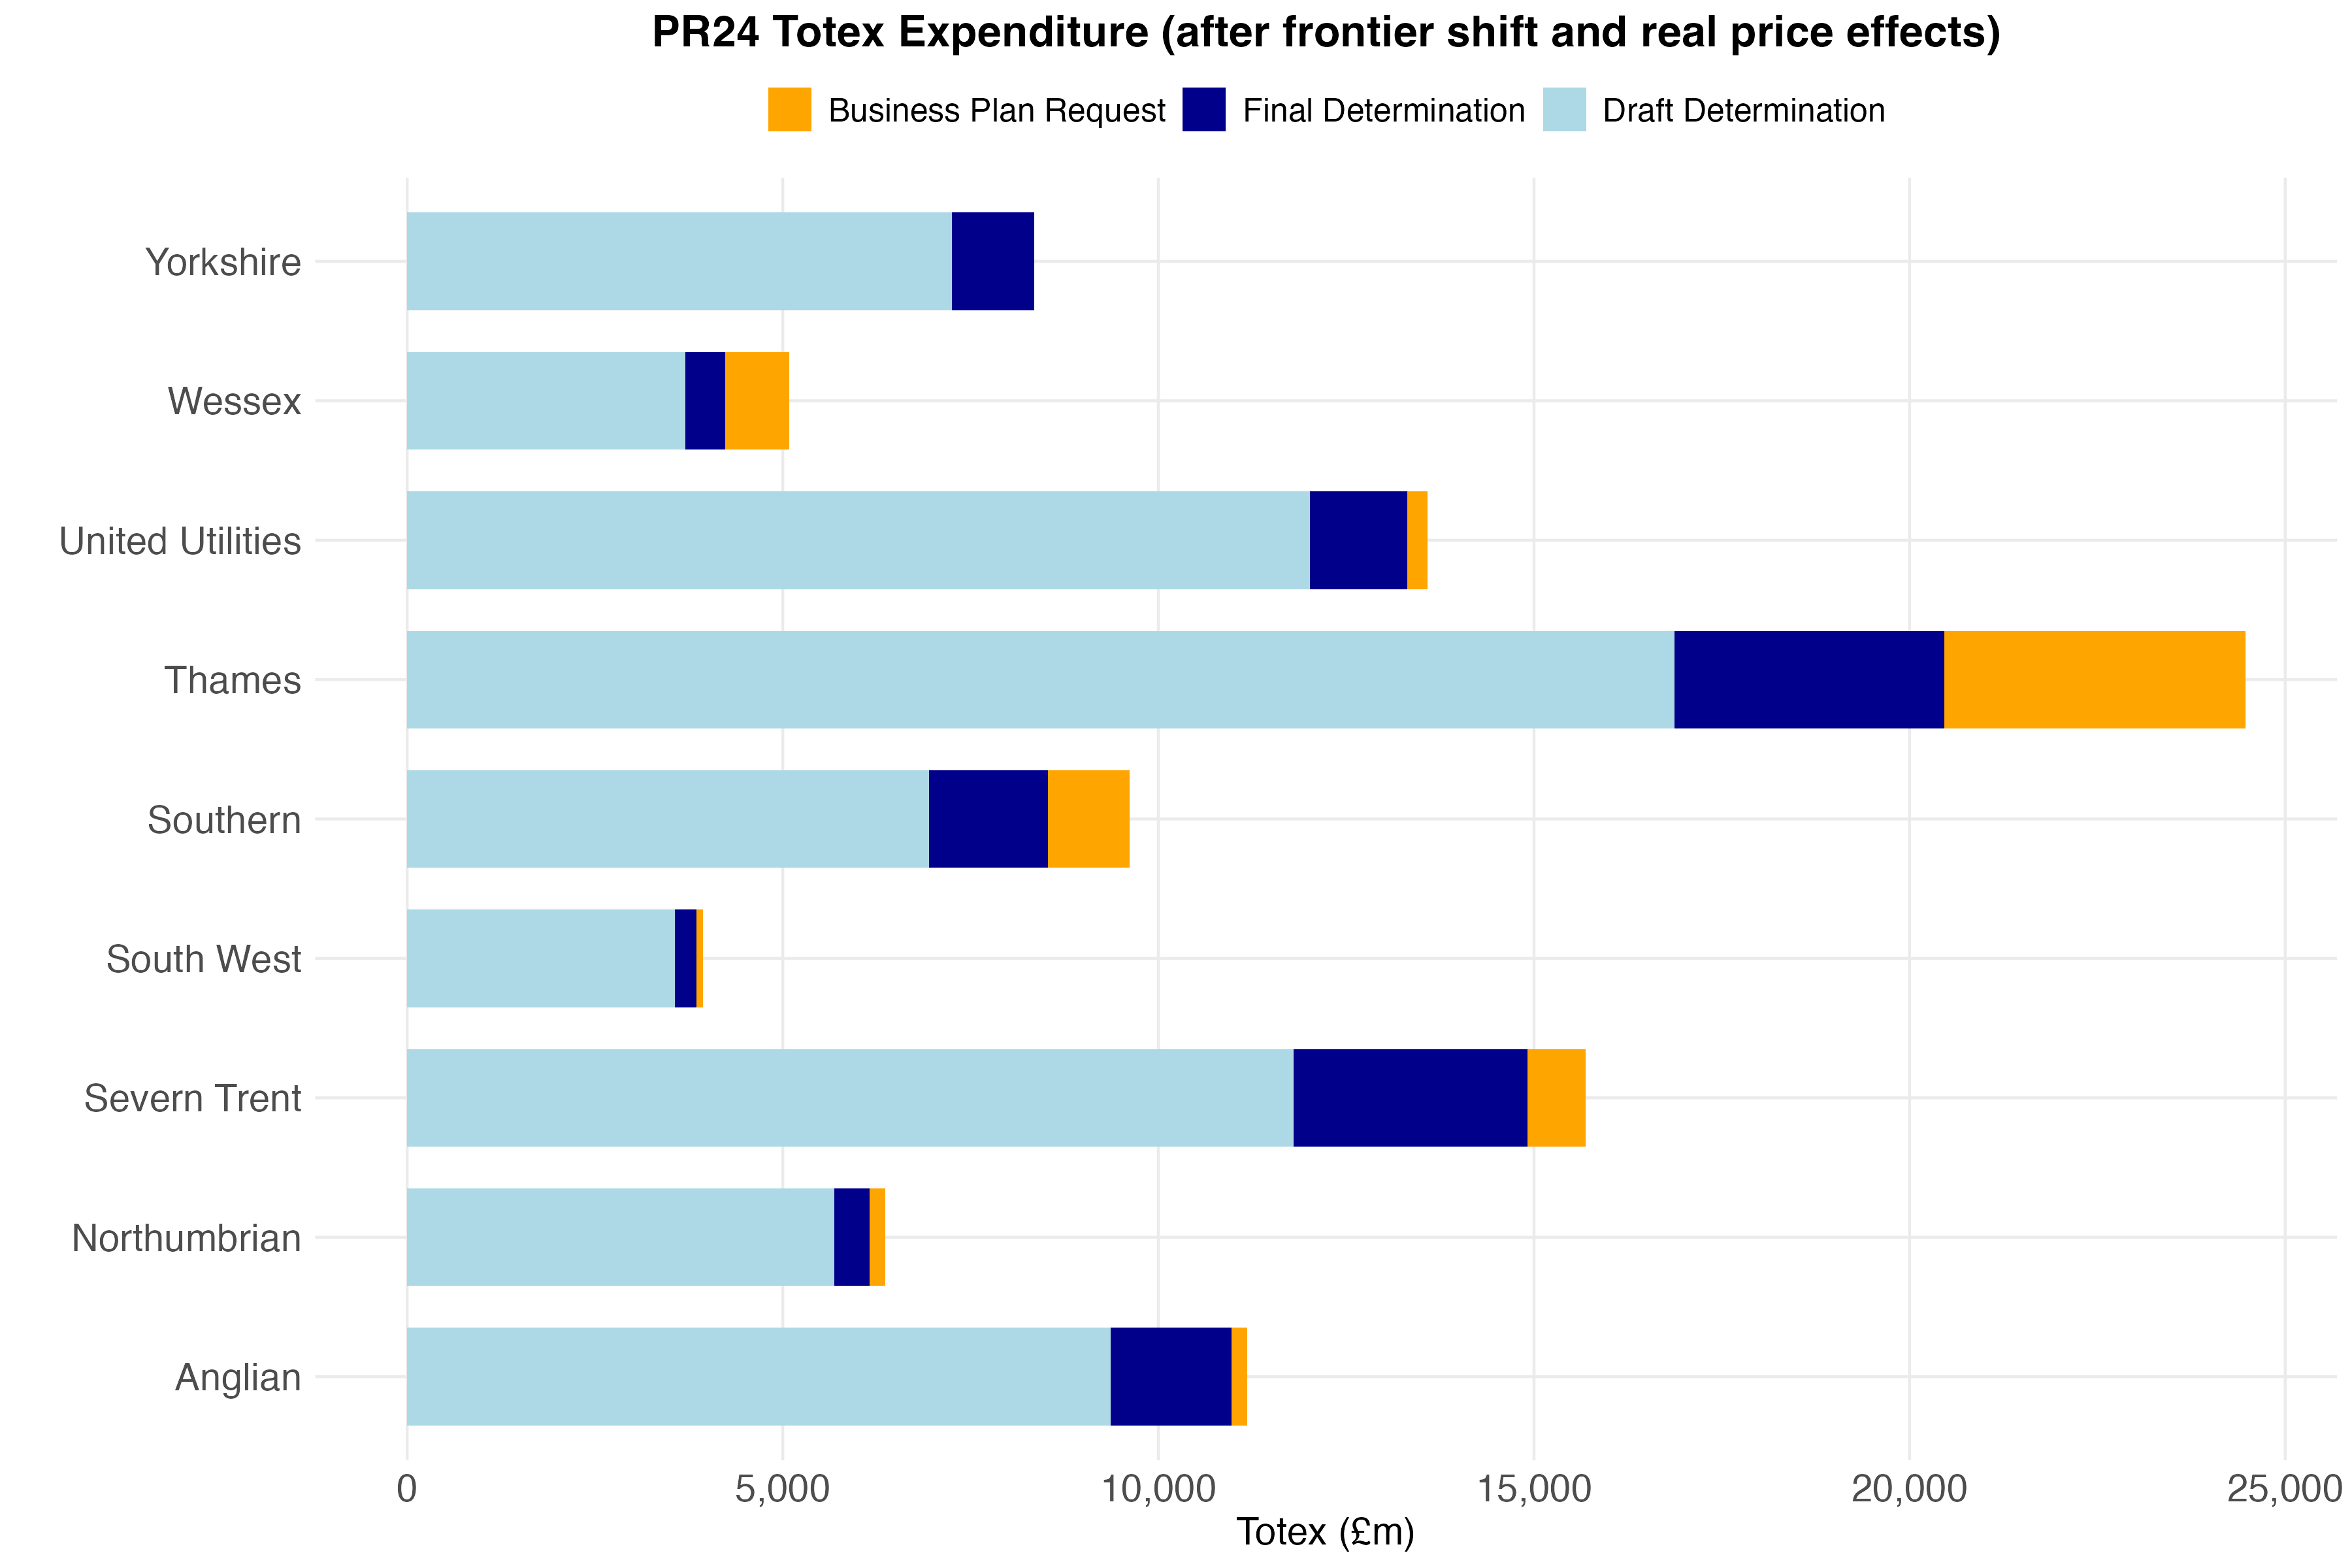 PR24 Totex Expenditure (after frontier shift and real price effects)
Business Plan Request Final Determination Draft Determination
Yorkshire
Wessex
United Utilities
Thames
Southern
South West
Severn Trent
Northumbrian
Anglian
0 5,000 10,000 15,000 20,000 25,000
Totex (£m)